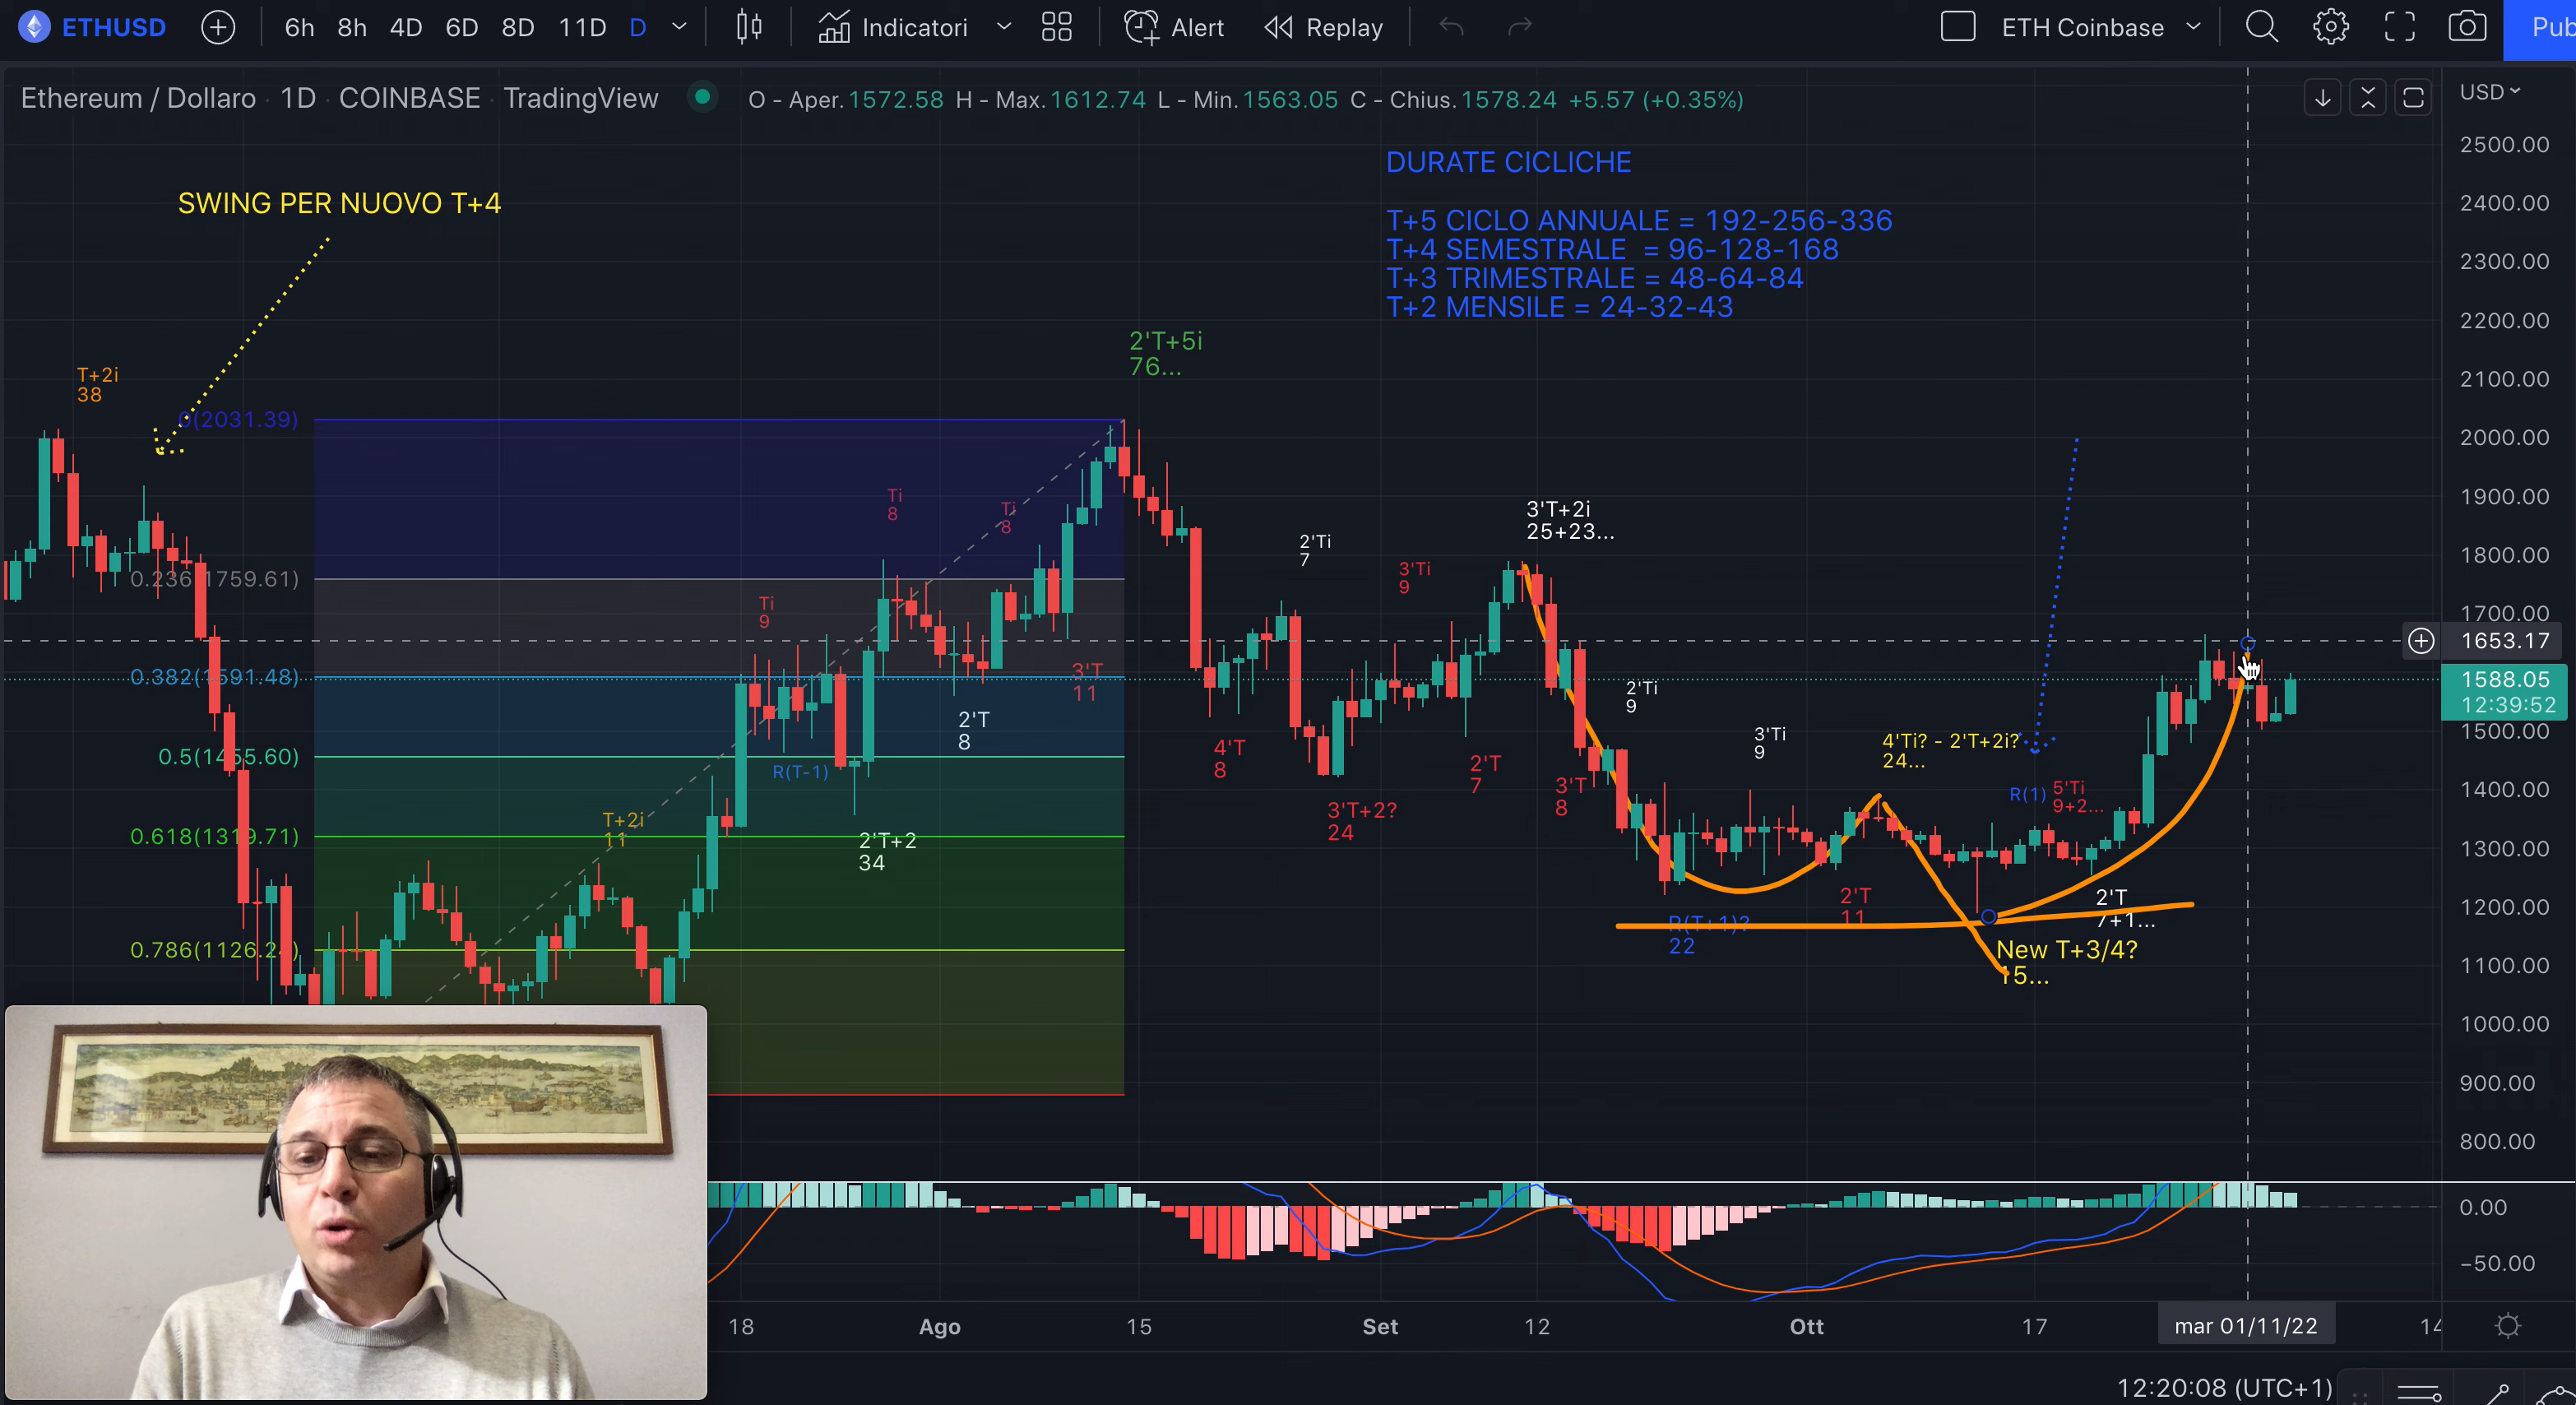 ETHUSD 6h 8h 4D 6D 8D 11D D Indicatori Alert Replay ETH Coinbase Pub
Ethereum / Dollaro · 1D · COINBASE · TradingView O - Aper. 1572.58 H - Max. 1612.74 L - Min. 1563.05 C - Chius. 1578.24 +5.57 (+0.35%)
USD
DURATE CICLICHE
T+5 CICLO ANNUALE = 192-256-336
T+4 SEMESTRALE = 96-128-168
T+3 TRIMESTRALE = 48-64-84
T+2 MENSILE = 24-32-43
SWING PER NUOVO T+4
T+2i
38
0(2031.39)
0.236(1759.61)
0.382(1591.48)
0.5(1455.60)
0.618(1319.71)
0.786(1126.24)
T+2i
11
Ti
9
R(T-1)
Ti
8
2'T+2
34
2'T
8
Ti
8
3'T
11
2'T+5i
76...
4'T
8
2'Ti
7
3'T+2?
24
3'Ti
9
2'T
7
3'T+2i
25+23...
3'T
8
2'Ti
9
R(T+1)?
22
3'Ti
9
2'T
11
4'Ti? - 2'T+2i?
24...
R(1)
5'Ti
9+2...
2'T
7+1...
New T+3/4?
15...
2500.00
2400.00
2300.00
2200.00
2100.00
2000.00
1900.00
1800.00
1700.00
1653.17
1588.05
12:39:52
1500.00
1400.00
1300.00
1200.00
1100.00
1000.00
900.00
800.00
0.00
−50.00
18 Ago 15 Set 12 Ott 17 mar 01/11/22 14
12:20:08 (UTC+1)